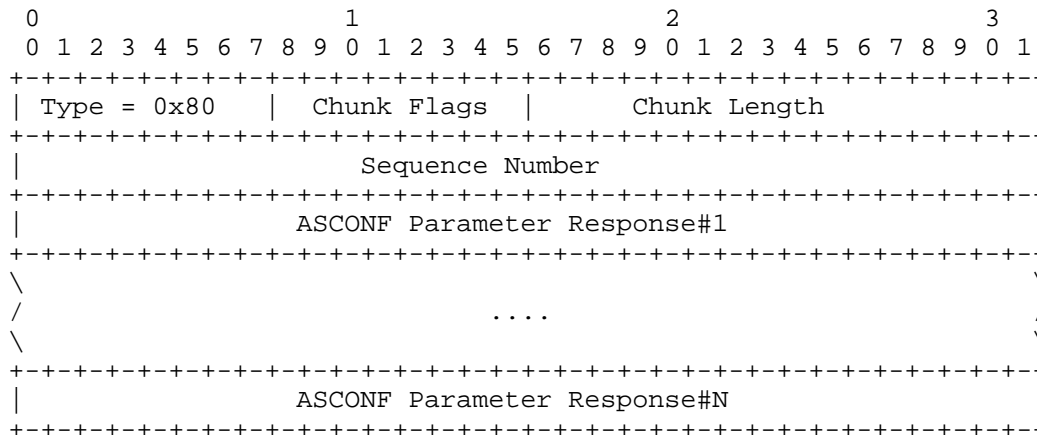 0                   1                   2                   3
 0 1 2 3 4 5 6 7 8 9 0 1 2 3 4 5 6 7 8 9 0 1 2 3 4 5 6 7 8 9 0 1
+-+-+-+-+-+-+-+-+-+-+-+-+-+-+-+-+-+-+-+-+-+-+-+-+-+-+-+-+-+-+-+-
| Type = 0x80   |  Chunk Flags  |      Chunk Length
+-+-+-+-+-+-+-+-+-+-+-+-+-+-+-+-+-+-+-+-+-+-+-+-+-+-+-+-+-+-+-+-
|                     Sequence Number
+-+-+-+-+-+-+-+-+-+-+-+-+-+-+-+-+-+-+-+-+-+-+-+-+-+-+-+-+-+-+-+-
|                 ASCONF Parameter Response#1
+-+-+-+-+-+-+-+-+-+-+-+-+-+-+-+-+-+-+-+-+-+-+-+-+-+-+-+-+-+-+-+-
\                                                               \
/                             ....                              /
\                                                               \
+-+-+-+-+-+-+-+-+-+-+-+-+-+-+-+-+-+-+-+-+-+-+-+-+-+-+-+-+-+-+-+-
|                 ASCONF Parameter Response#N
+-+-+-+-+-+-+-+-+-+-+-+-+-+-+-+-+-+-+-+-+-+-+-+-+-+-+-+-+-+-+-+-